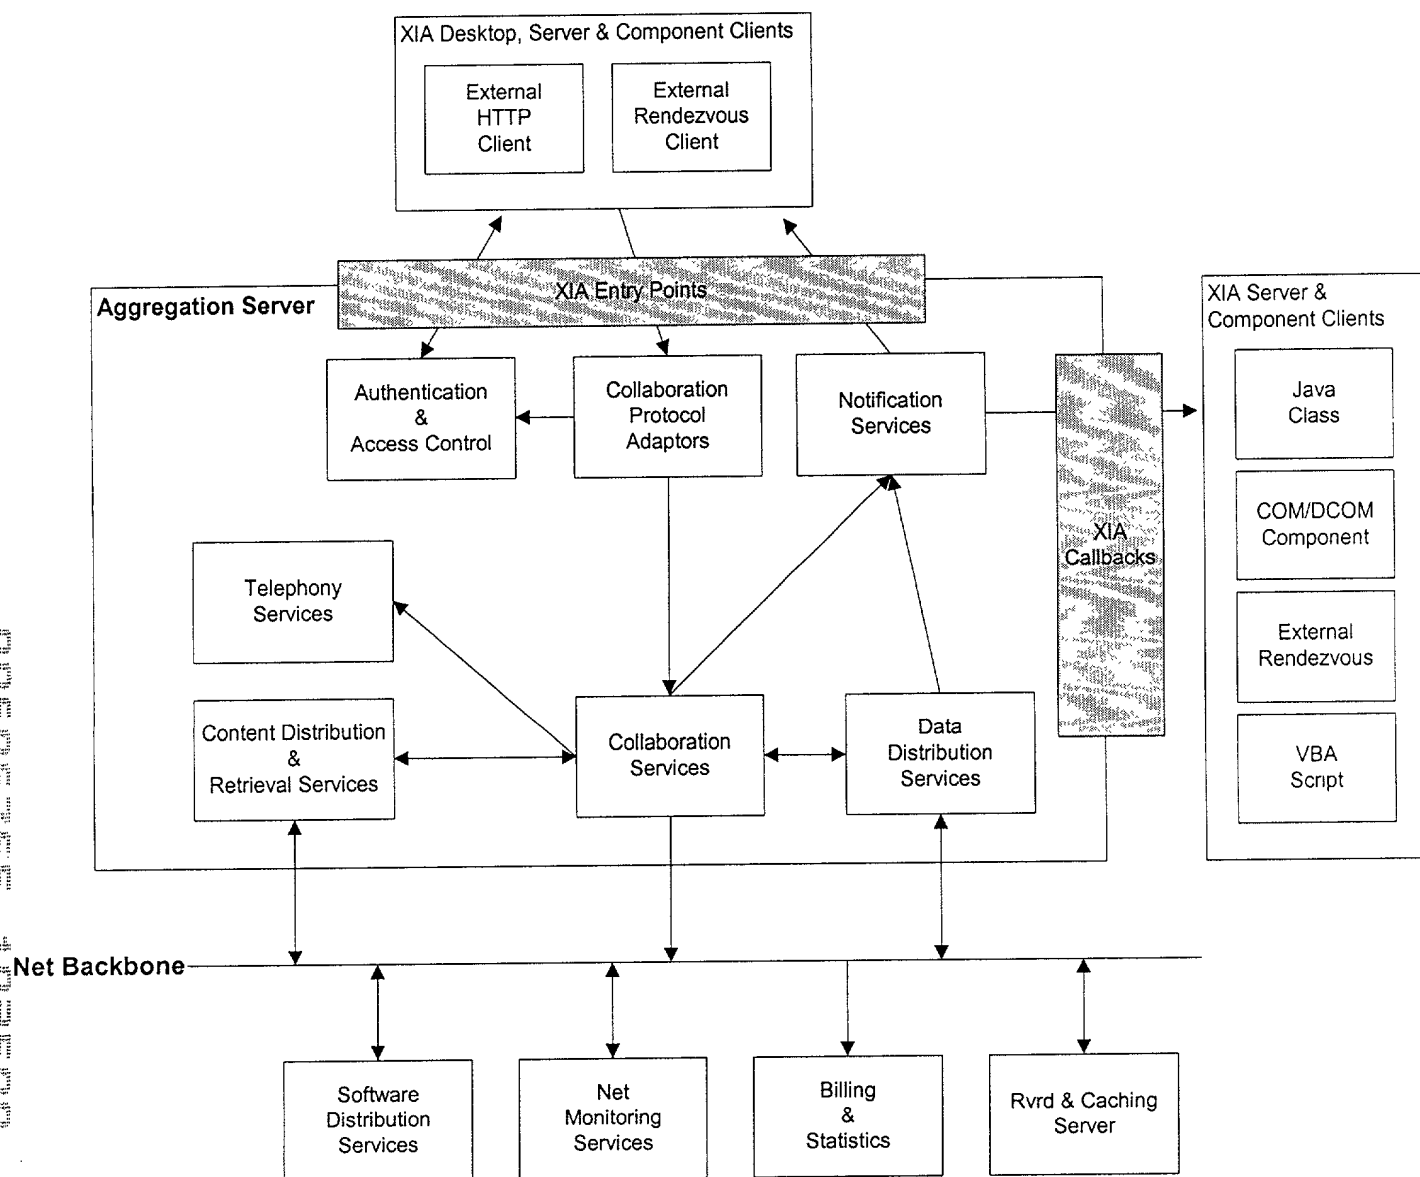 XIA Desktop, Server & Component Clients
External
HTTP
Client
External
Rendezvous
Client
XIA Entry Points
Aggregation Server
XIA Server &
Component Clients
Authentication
&
Access Control
Collaboration
Protocol
Adaptors
Notification
Services
Java
Class
COM/DCOM
Component
XIA
Callbacks
Telephony
Services
External
Rendezvous
Content Distribution
&
Retrieval Services
Collaboration
Services
Data
Distribution
Services
VBA
Script
Net Backbone
Software
Distribution
Services
Net
Monitoring
Services
Billing
&
Statistics
Rvrd & Caching
Server